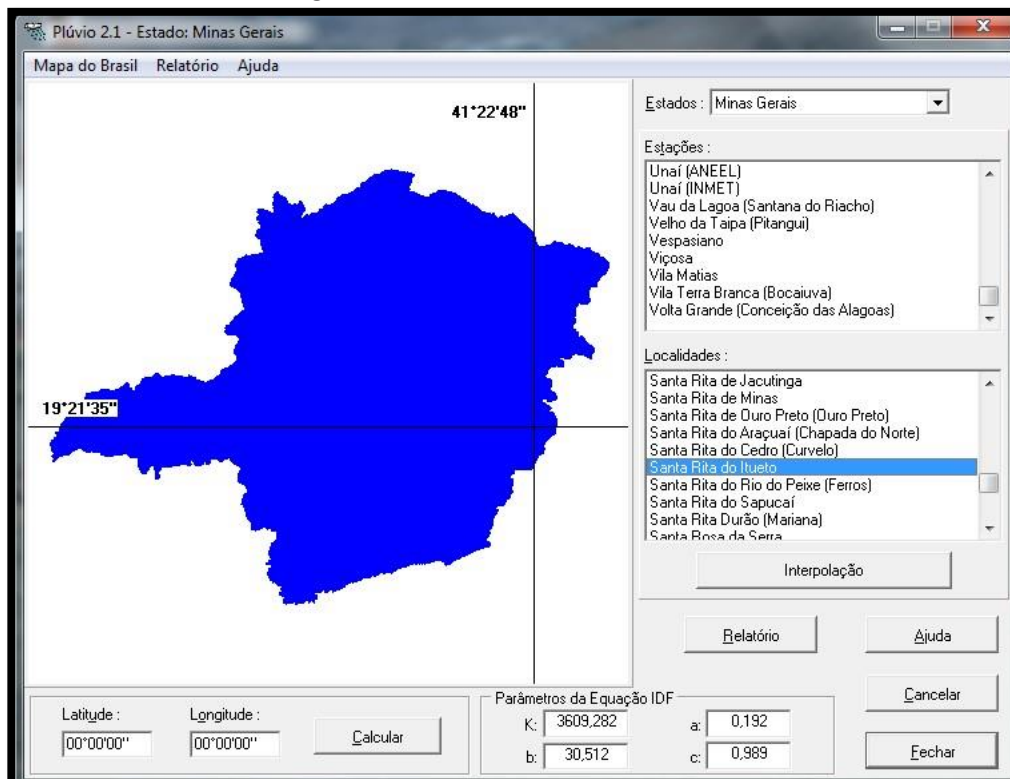 Plúvio 2.1 - Estado: Minas Gerais
Mapa do Brasil Relatório Ajuda
41°22'48"
19°21'35"
Estados : Minas Gerais
Estações :
Unaí (ANEEL)
Unaí (INMET)
Vau da Lagoa (Santana do Riacho)
Velho da Taipa (Pitangui)
Vespasiano
Viçosa
Vila Matias
Vila Terra Branca (Bocaiuva)
Volta Grande (Conceição das Alagoas)
Localidades :
Santa Rita de Jacutinga
Santa Rita de Minas
Santa Rita de Ouro Preto (Ouro Preto)
Santa Rita do Araçuaí (Chapada do Norte)
Santa Rita do Cedro (Curvelo)
Santa Rita do Itueto
Santa Rita do Rio do Peixe (Ferros)
Santa Rita do Sapucaí
Santa Rita Durão (Mariana)
Santa Rosa da Serra
Interpolação
Relatório Ajuda
Cancelar
Fechar
Latitude : Longitude :
00°00'00" 00°00'00" Calcular
Parâmetros da Equação IDF
K: 3609,282 a: 0,192
b: 30,512 c: 0,989